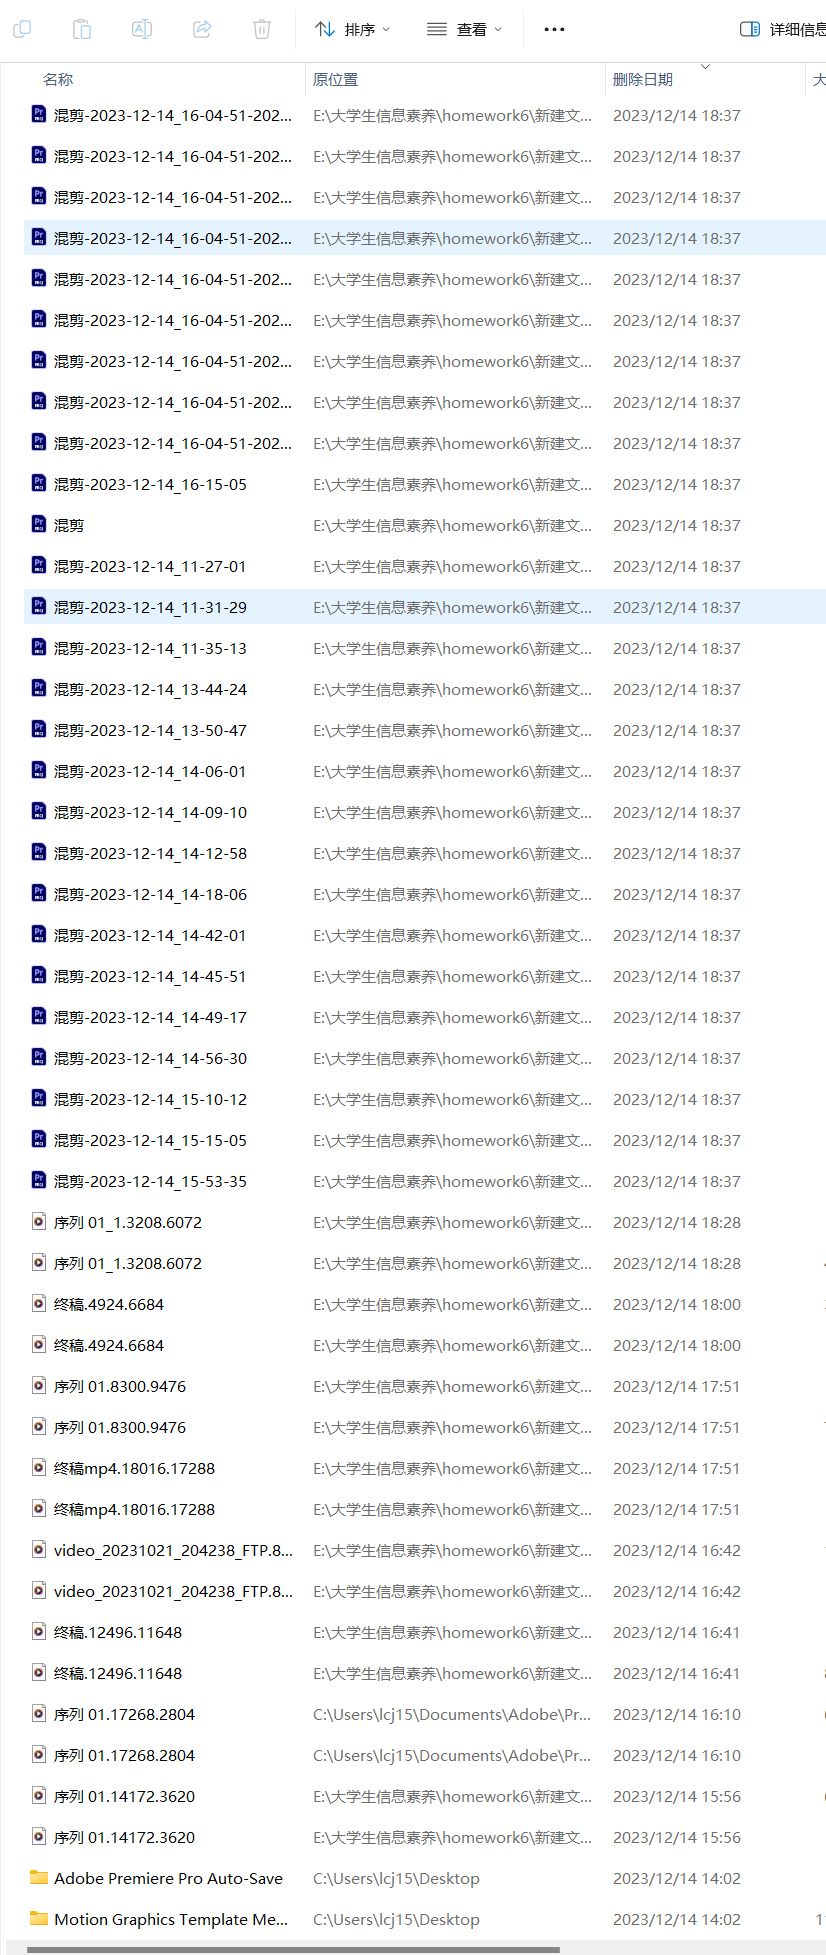 排序 查看 ••• 详细信息
名称 原位置 删除日期 大
混剪-2023-12-14_16-04-51-202... E:\大学生信息素养\homework6\新建文... 2023/12/14 18:37
混剪-2023-12-14_16-04-51-202... E:\大学生信息素养\homework6\新建文... 2023/12/14 18:37
混剪-2023-12-14_16-04-51-202... E:\大学生信息素养\homework6\新建文... 2023/12/14 18:37
混剪-2023-12-14_16-04-51-202... E:\大学生信息素养\homework6\新建文... 2023/12/14 18:37
混剪-2023-12-14_16-04-51-202... E:\大学生信息素养\homework6\新建文... 2023/12/14 18:37
混剪-2023-12-14_16-04-51-202... E:\大学生信息素养\homework6\新建文... 2023/12/14 18:37
混剪-2023-12-14_16-04-51-202... E:\大学生信息素养\homework6\新建文... 2023/12/14 18:37
混剪-2023-12-14_16-04-51-202... E:\大学生信息素养\homework6\新建文... 2023/12/14 18:37
混剪-2023-12-14_16-04-51-202... E:\大学生信息素养\homework6\新建文... 2023/12/14 18:37
混剪-2023-12-14_16-15-05 E:\大学生信息素养\homework6\新建文... 2023/12/14 18:37
混剪 E:\大学生信息素养\homework6\新建文... 2023/12/14 18:37
混剪-2023-12-14_11-27-01 E:\大学生信息素养\homework6\新建文... 2023/12/14 18:37
混剪-2023-12-14_11-31-29 E:\大学生信息素养\homework6\新建文... 2023/12/14 18:37
混剪-2023-12-14_11-35-13 E:\大学生信息素养\homework6\新建文... 2023/12/14 18:37
混剪-2023-12-14_13-44-24 E:\大学生信息素养\homework6\新建文... 2023/12/14 18:37
混剪-2023-12-14_13-50-47 E:\大学生信息素养\homework6\新建文... 2023/12/14 18:37
混剪-2023-12-14_14-06-01 E:\大学生信息素养\homework6\新建文... 2023/12/14 18:37
混剪-2023-12-14_14-09-10 E:\大学生信息素养\homework6\新建文... 2023/12/14 18:37
混剪-2023-12-14_14-12-58 E:\大学生信息素养\homework6\新建文... 2023/12/14 18:37
混剪-2023-12-14_14-18-06 E:\大学生信息素养\homework6\新建文... 2023/12/14 18:37
混剪-2023-12-14_14-42-01 E:\大学生信息素养\homework6\新建文... 2023/12/14 18:37
混剪-2023-12-14_14-45-51 E:\大学生信息素养\homework6\新建文... 2023/12/14 18:37
混剪-2023-12-14_14-49-17 E:\大学生信息素养\homework6\新建文... 2023/12/14 18:37
混剪-2023-12-14_14-56-30 E:\大学生信息素养\homework6\新建文... 2023/12/14 18:37
混剪-2023-12-14_15-10-12 E:\大学生信息素养\homework6\新建文... 2023/12/14 18:37
混剪-2023-12-14_15-15-05 E:\大学生信息素养\homework6\新建文... 2023/12/14 18:37
混剪-2023-12-14_15-53-35 E:\大学生信息素养\homework6\新建文... 2023/12/14 18:37
序列 01_1.3208.6072 E:\大学生信息素养\homework6\新建文... 2023/12/14 18:28
序列 01_1.3208.6072 E:\大学生信息素养\homework6\新建文... 2023/12/14 18:28
终稿.4924.6684 E:\大学生信息素养\homework6\新建文... 2023/12/14 18:00
终稿.4924.6684 E:\大学生信息素养\homework6\新建文... 2023/12/14 18:00
序列 01.8300.9476 E:\大学生信息素养\homework6\新建文... 2023/12/14 17:51
序列 01.8300.9476 E:\大学生信息素养\homework6\新建文... 2023/12/14 17:51
终稿mp4.18016.17288 E:\大学生信息素养\homework6\新建文... 2023/12/14 17:51
终稿mp4.18016.17288 E:\大学生信息素养\homework6\新建文... 2023/12/14 17:51
video_20231021_204238_FTP.8... E:\大学生信息素养\homework6\新建文... 2023/12/14 16:42
video_20231021_204238_FTP.8... E:\大学生信息素养\homework6\新建文... 2023/12/14 16:42
终稿.12496.11648 E:\大学生信息素养\homework6\新建文... 2023/12/14 16:41
终稿.12496.11648 E:\大学生信息素养\homework6\新建文... 2023/12/14 16:41
序列 01.17268.2804 C:\Users\lcj15\Documents\Adobe\Pr... 2023/12/14 16:10
序列 01.17268.2804 C:\Users\lcj15\Documents\Adobe\Pr... 2023/12/14 16:10
序列 01.14172.3620 E:\大学生信息素养\homework6\新建文... 2023/12/14 15:56
序列 01.14172.3620 E:\大学生信息素养\homework6\新建文... 2023/12/14 15:56
Adobe Premiere Pro Auto-Save C:\Users\lcj15\Desktop 2023/12/14 14:02
Motion Graphics Template Me... C:\Users\lcj15\Desktop 2023/12/14 14:02